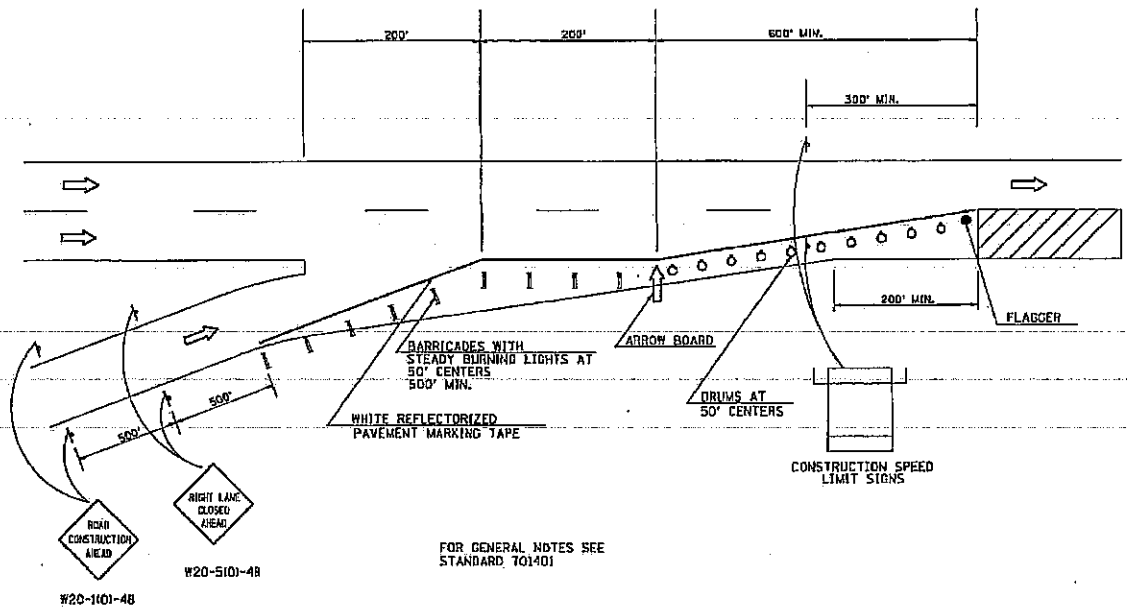 200' 200' 600' MIN.
300' MIN.
200' MIN.
FLAGGER
BARRICADES WITH
STEADY BURNING LIGHTS AT
50' CENTERS
500' MIN.
ARROW BOARD
DRUMS AT
50' CENTERS
WHITE REFLECTORIZED
PAVEMENT MARKING TAPE
500'
500'
CONSTRUCTION SPEED
LIMIT SIGNS
RIGHT LANE
CLOSED
AHEAD
ROAD
CONSTRUCTION
AHEAD
FOR GENERAL NOTES SEE
STANDARD 701401
W20-5(O)-48
W20-1(O)-48